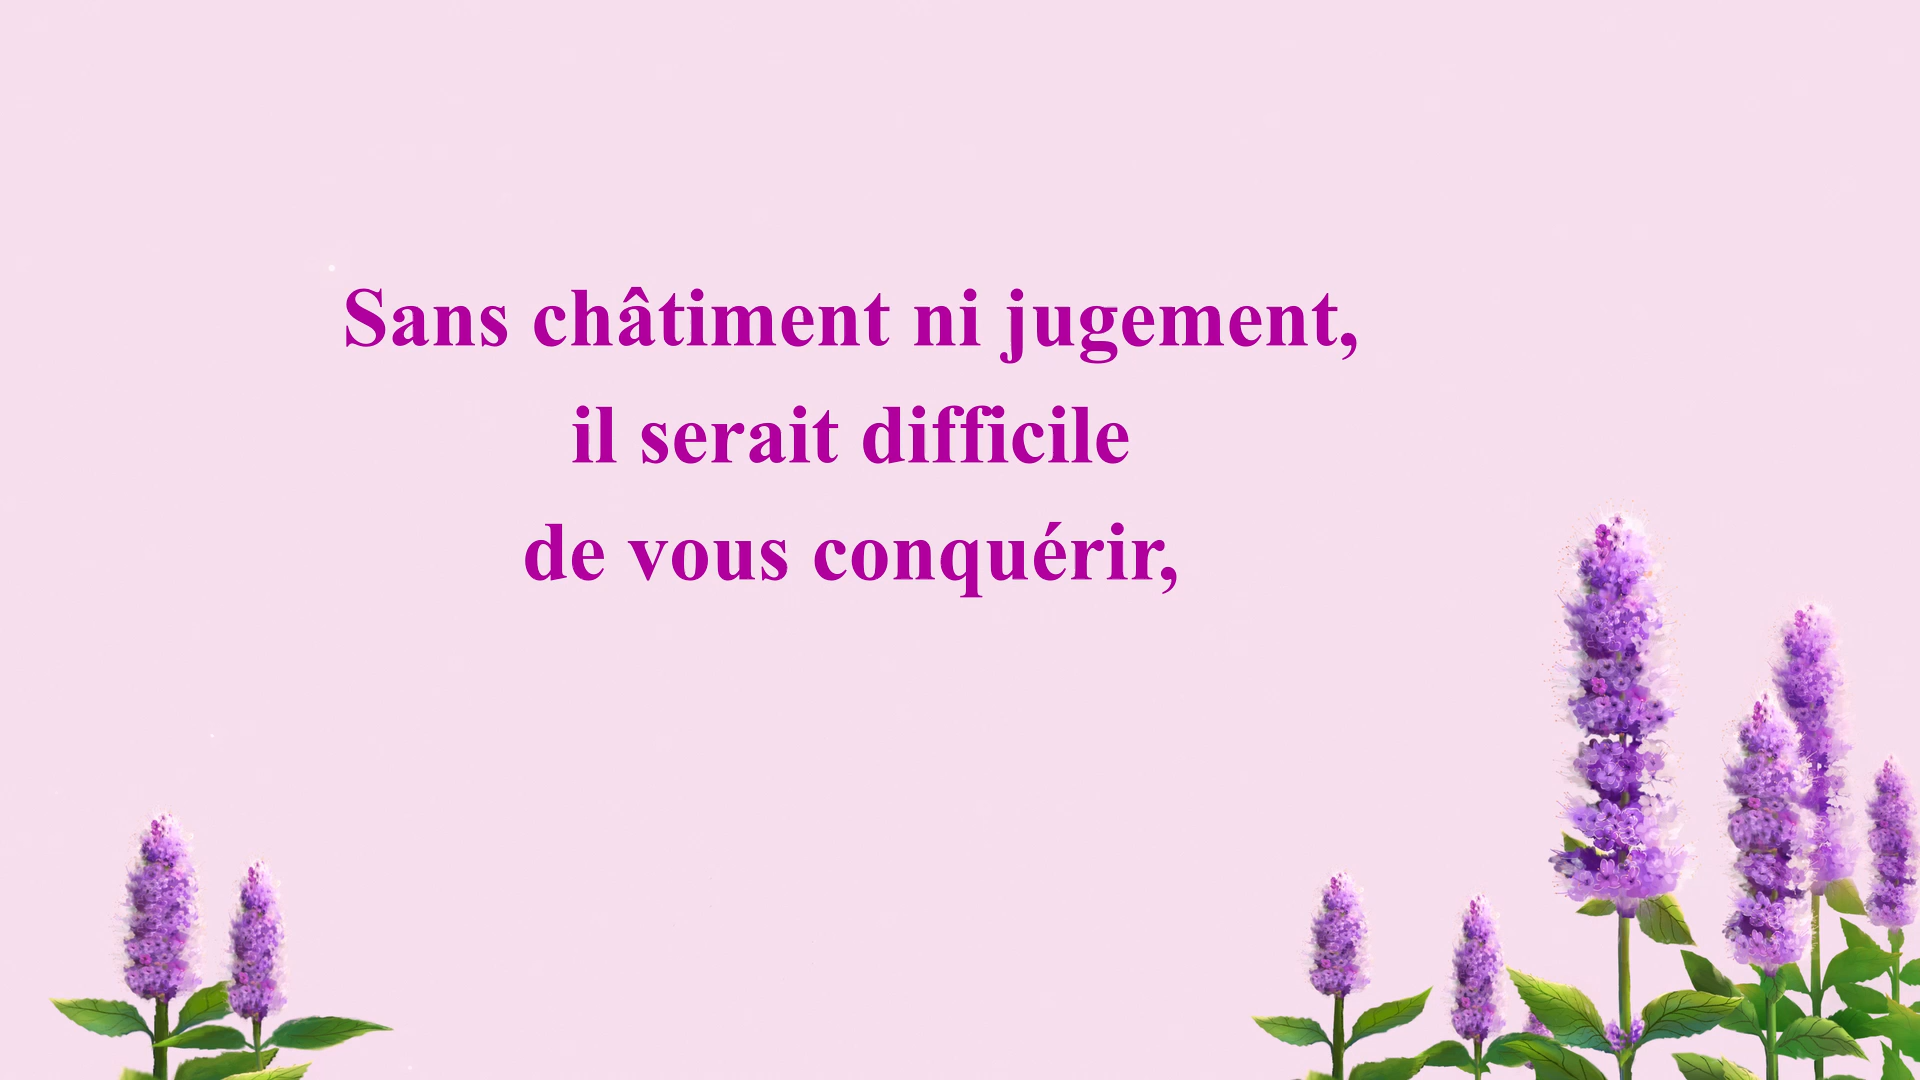 Sans châtiment ni jugement,
il serait difficile
de vous conquérir,